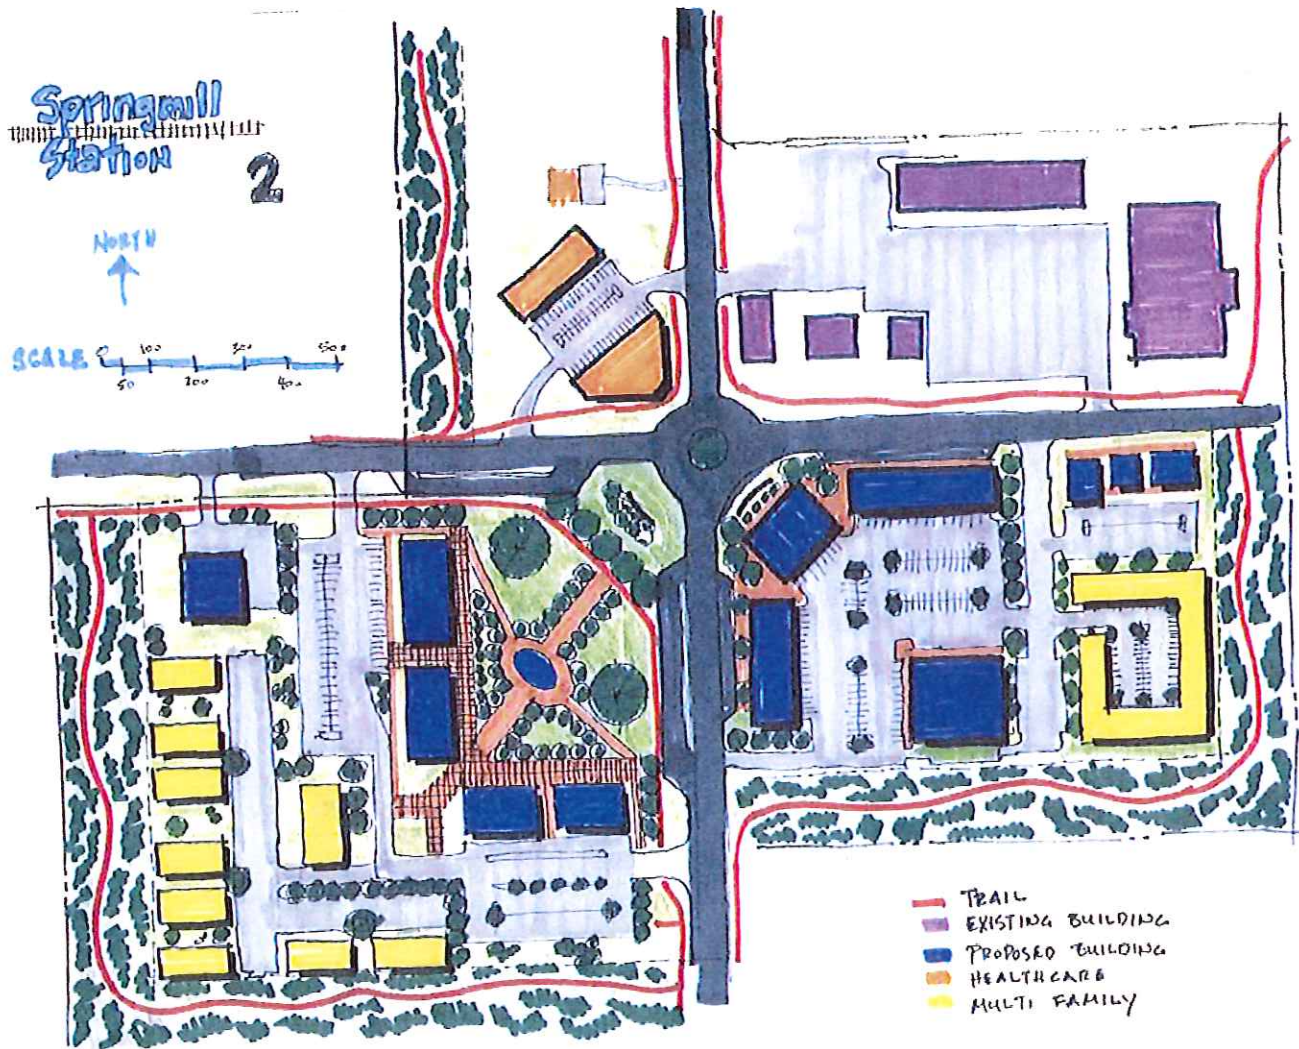 Springmill
Station
2
NORTH
SCALE 0 100 300 500
50 200 400
TRAIL
EXISTING BUILDING
PROPOSED BUILDING
HEALTHCARE
MULTI FAMILY